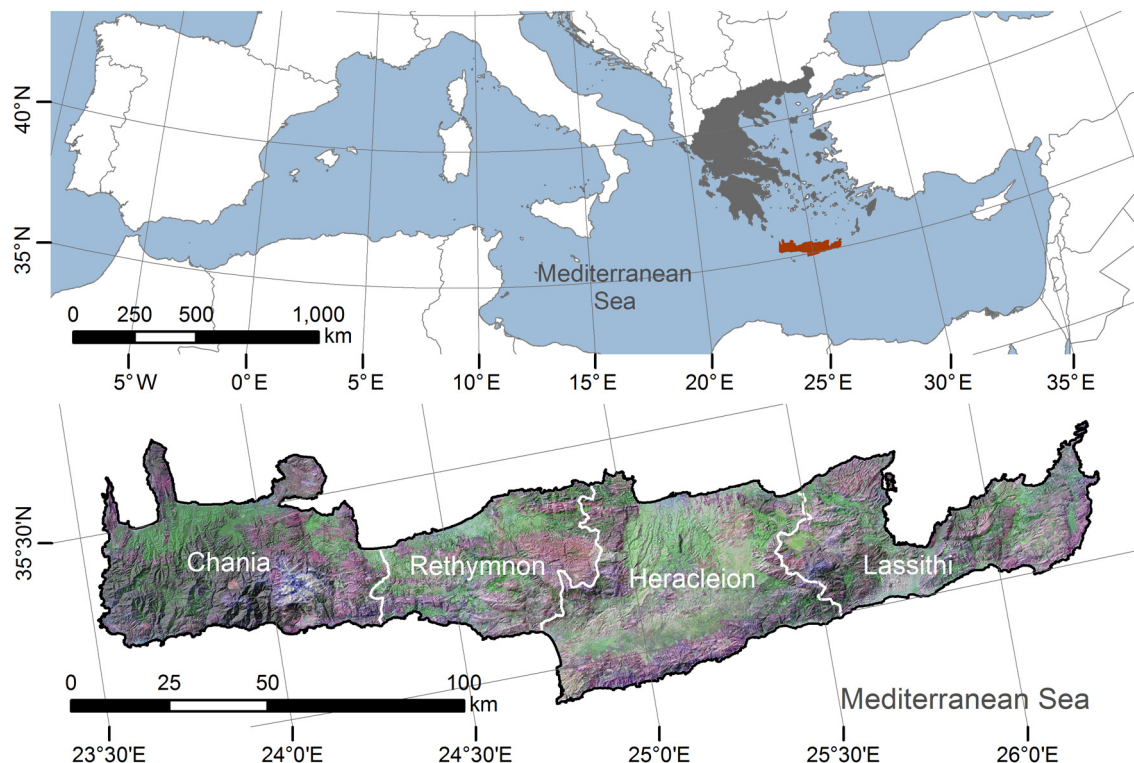 40°N
35°N
Mediterranean
Sea
0 250 500 1,000
km
5°W 0°E 5°E 10°E 15°E 20°E 25°E 30°E 35°E
35°30'N
Chania
Rethymnon
Heracleion
Lassithi
0 25 50 100
km
Mediterranean Sea
23°30'E 24°0'E 24°30'E 25°0'E 25°30'E 26°0'E